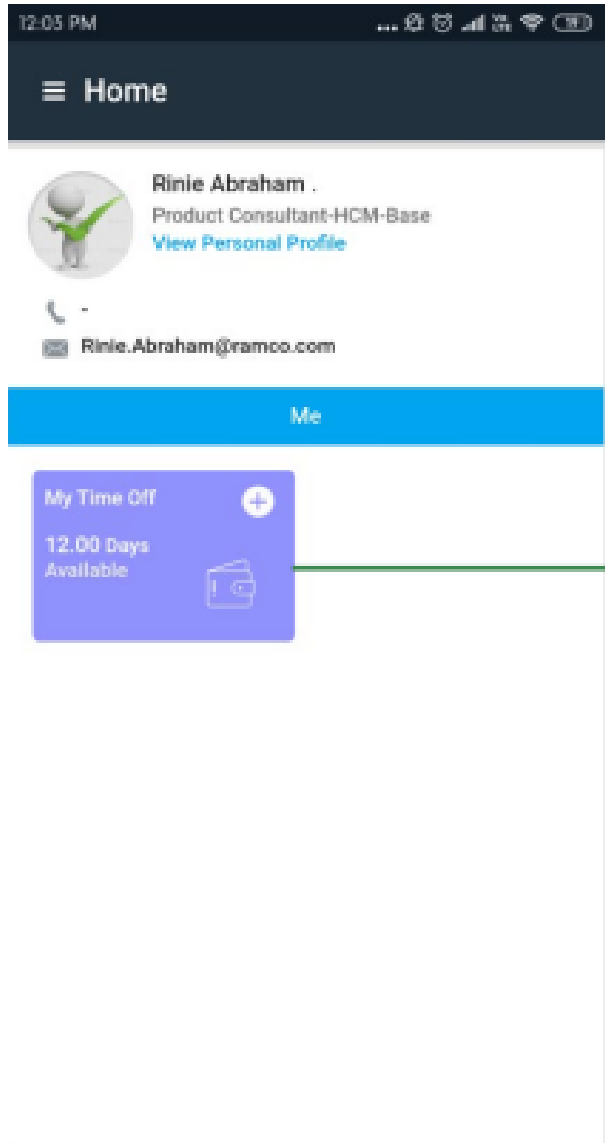 12:03 PM
Home
Rinie Abraham .
Product Consultant-HCM-Base
View Personal Profile
-
Rinie.Abraham@ramco.com
Me
My Time Off
12.00 Days
Available